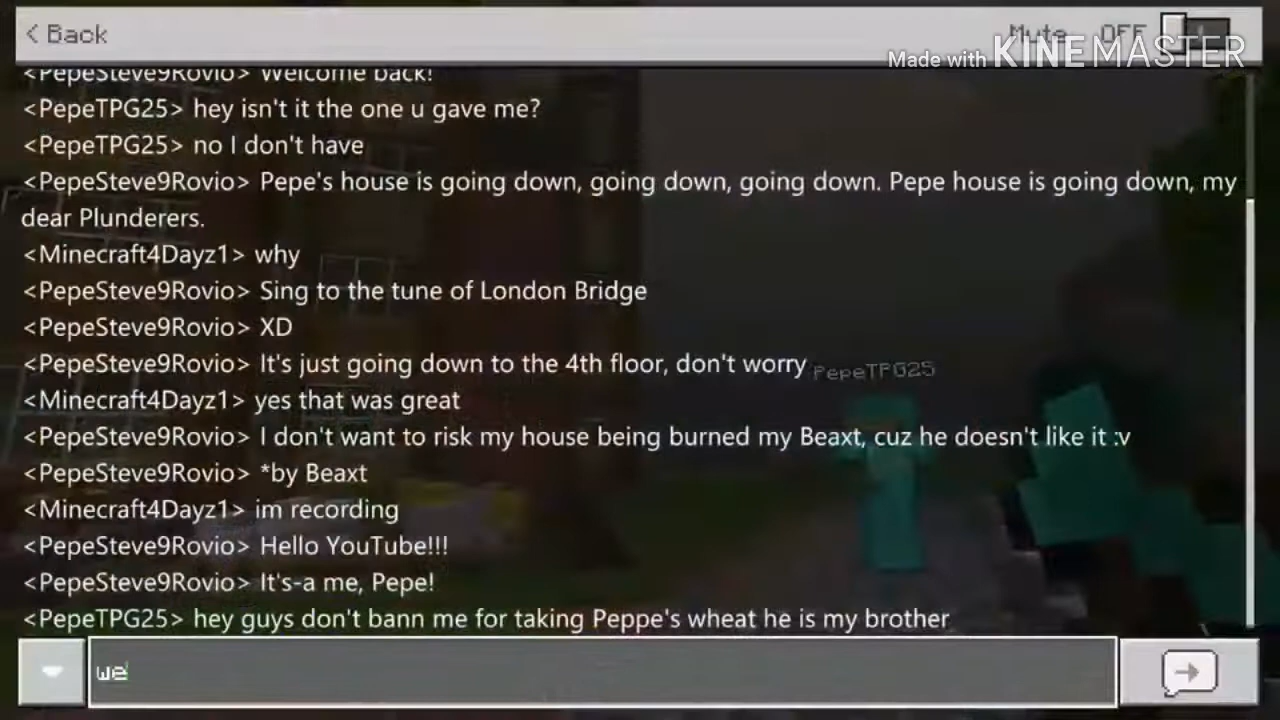 < Back
Mute OFF
Made with KINEMASTER
<PepeSteve9Rovio> Welcome back!
<PepeTPG25> hey isn't it the one u gave me?
<PepeTPG25> no I don't have
<PepeSteve9Rovio> Pepe's house is going down, going down, going down. Pepe house is going down, my
dear Plunderers.
<Minecraft4Dayz1> why
<PepeSteve9Rovio> Sing to the tune of London Bridge
<PepeSteve9Rovio> XD
<PepeSteve9Rovio> It's just going down to the 4th floor, don't worry
PepeTPG25
<Minecraft4Dayz1> yes that was great
<PepeSteve9Rovio> I don't want to risk my house being burned my Beaxt, cuz he doesn't like it :v
<PepeSteve9Rovio> *by Beaxt
<Minecraft4Dayz1> im recording
<PepeSteve9Rovio> Hello YouTube!!!
<PepeSteve9Rovio> It's-a me, Pepe!
<PepeTPG25> hey guys don't bann me for taking Peppe's wheat he is my brother
we